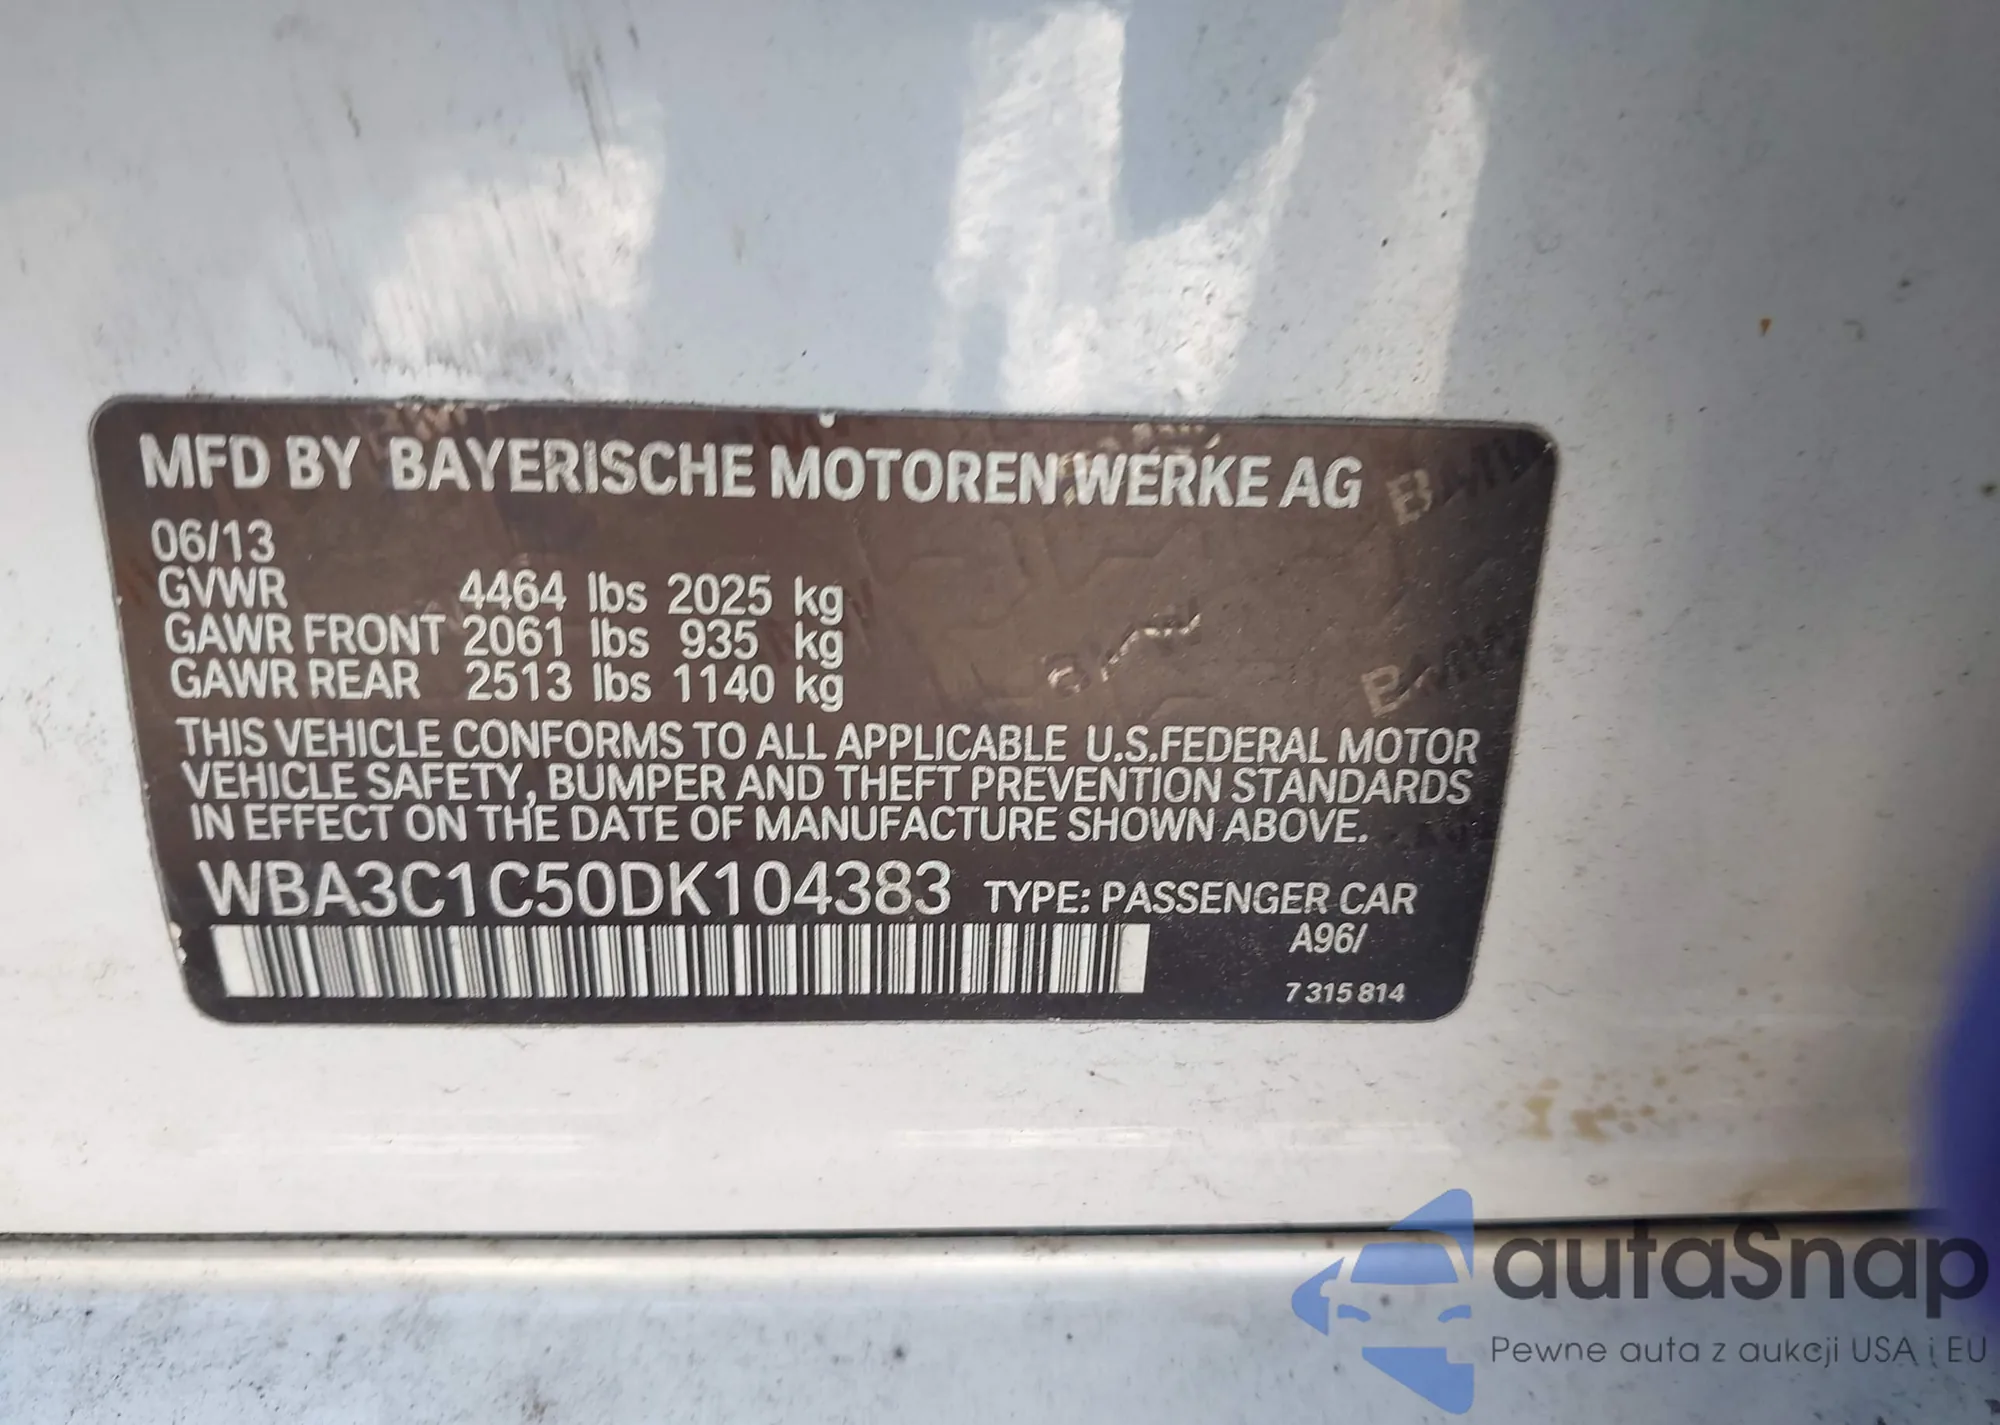 MFD BY BAYERISCHE MOTOREN WERKE AG
06/13
GVWR 4464 lbs 2025 kg
GAWR FRONT 2061 lbs 935 kg
GAWR REAR 2513 lbs 1140 kg
THIS VEHICLE CONFORMS TO ALL APPLICABLE U.S.FEDERAL MOTOR
VEHICLE SAFETY, BUMPER AND THEFT PREVENTION STANDARDS
IN EFFECT ON THE DATE OF MANUFACTURE SHOWN ABOVE.
WBA3C1C50DK104383 TYPE: PASSENGER CAR
A96/
7 315 814
autaSnap
Pewne auta z aukcji USA i EU